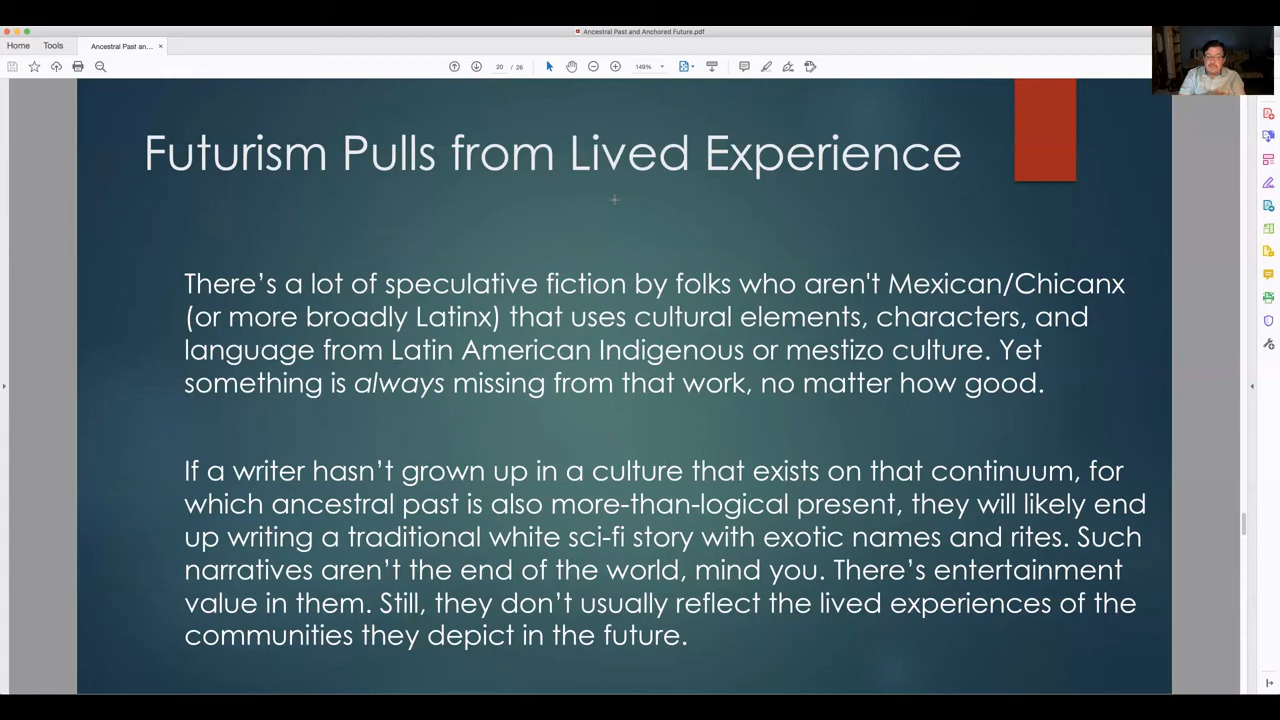 Ancestral Past and Anchored Future.pdf
Home
Tools
Ancestral Past an...
20 / 26
149%
Futurism Pulls from Lived Experience
There's a lot of speculative fiction by folks who aren't Mexican/Chicanx
(or more broadly Latinx) that uses cultural elements, characters, and
language from Latin American Indigenous or mestizo culture. Yet
something is always missing from that work, no matter how good.
If a writer hasn't grown up in a culture that exists on that continuum, for
which ancestral past is also more-than-logical present, they will likely end
up writing a traditional white sci-fi story with exotic names and rites. Such
narratives aren't the end of the world, mind you. There's entertainment
value in them. Still, they don't usually reflect the lived experiences of the
communities they depict in the future.